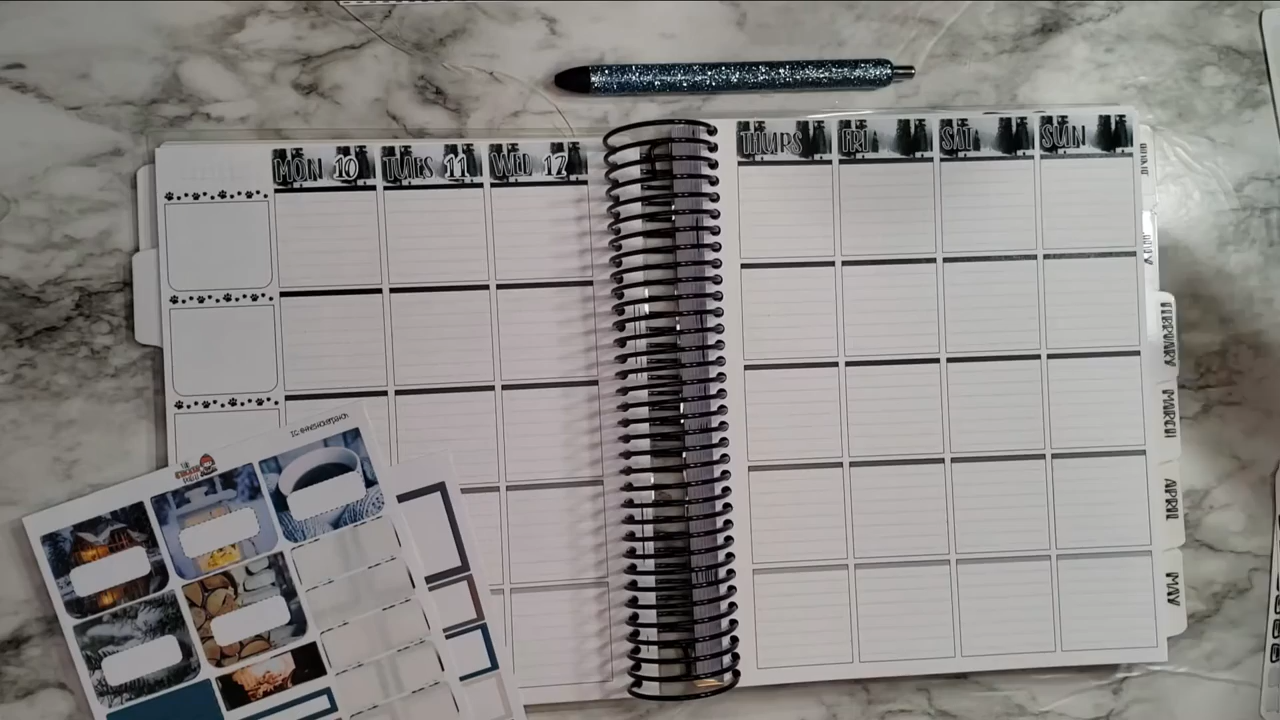 MON 10 TUES 11 WED 12
THURS FRI SAT SUN
FEBRUARY
MARCH
APRIL
MAY